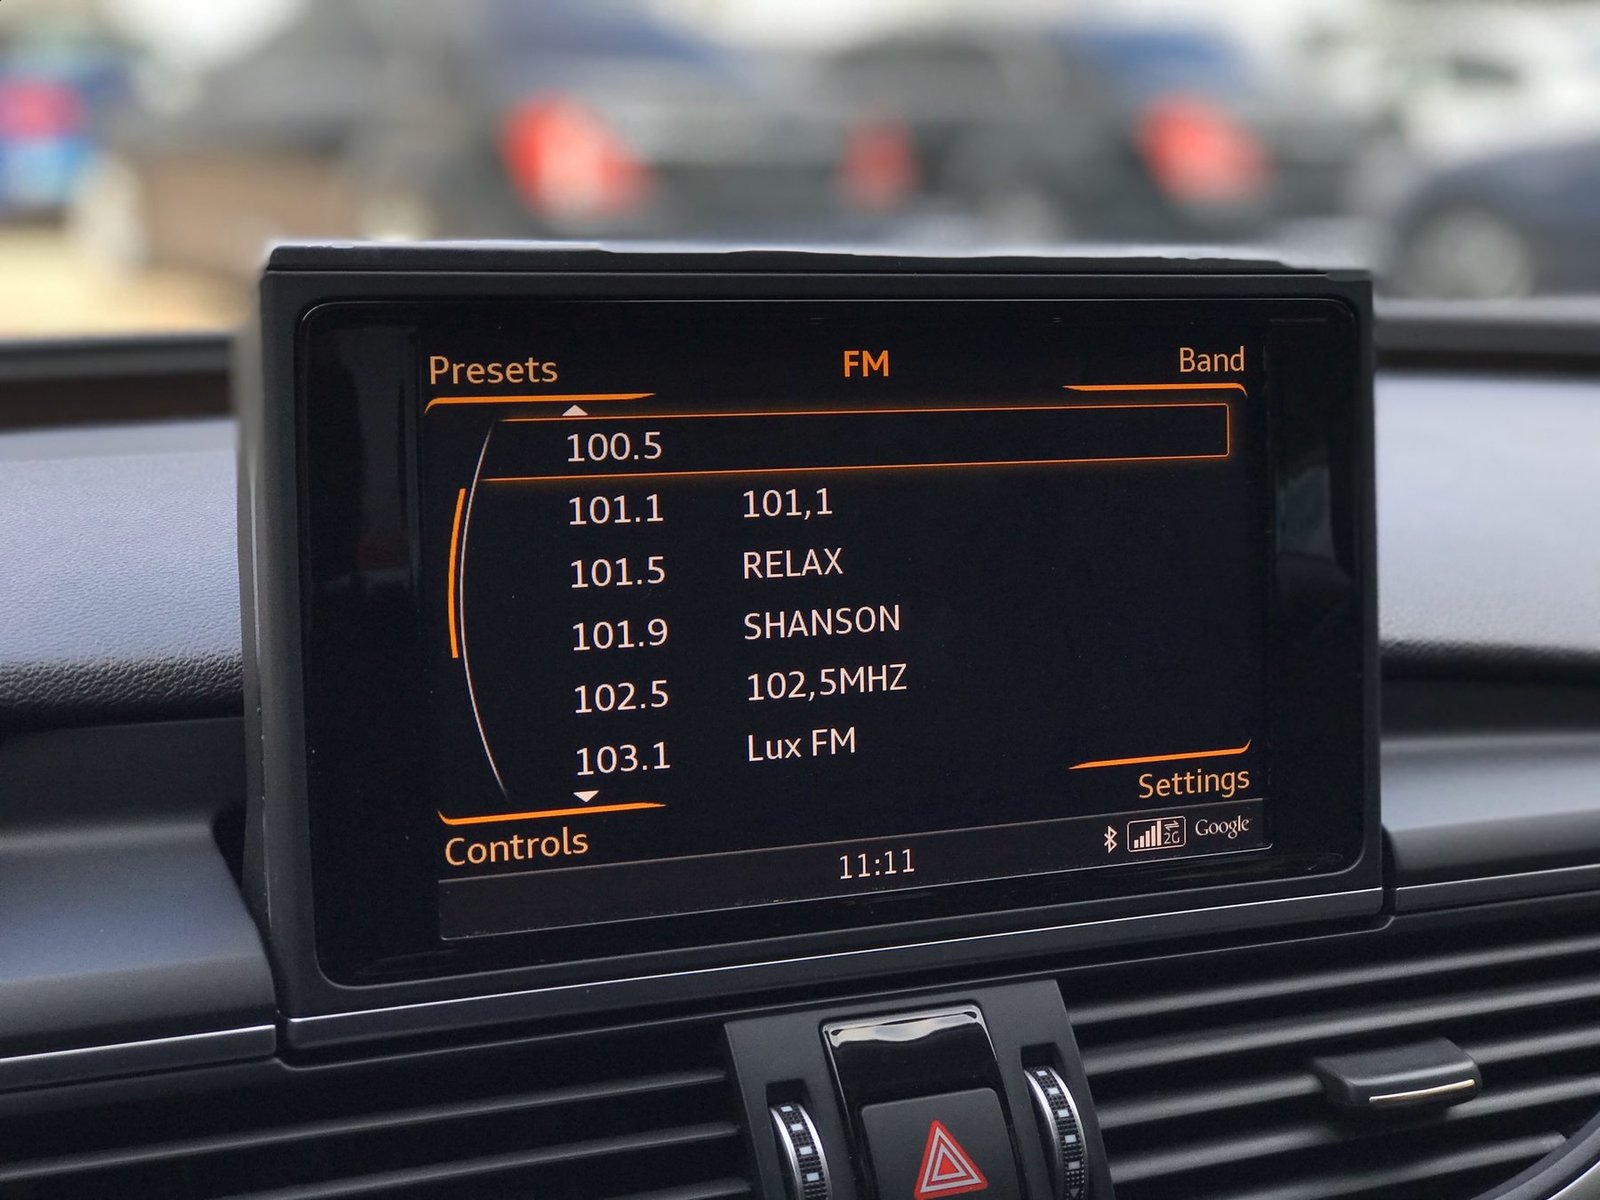 Presets FM Band
100.5
101.1 101,1
101.5 RELAX
101.9 SHANSON
102.5 102,5MHZ
103.1 Lux FM
Settings
Controls
11:11 2G Google